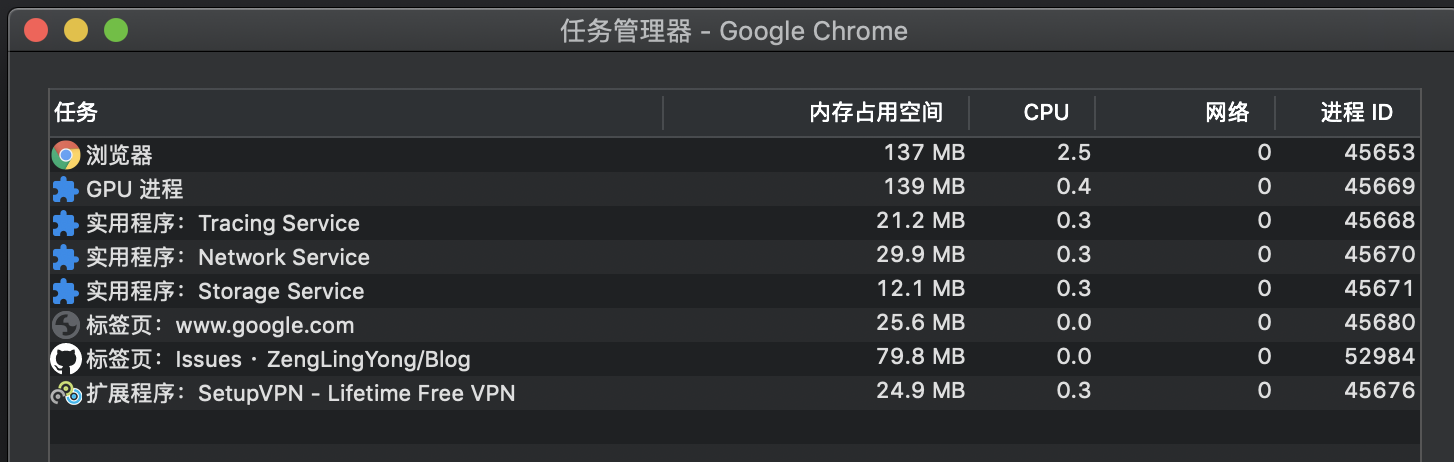 任务管理器 - Google Chrome
任务 内存占用空间 CPU 网络 进程 ID
浏览器 137 MB 2.5 0 45653
GPU 进程 139 MB 0.4 0 45669
实用程序：Tracing Service 21.2 MB 0.3 0 45668
实用程序：Network Service 29.9 MB 0.3 0 45670
实用程序：Storage Service 12.1 MB 0.3 0 45671
标签页：www.google.com 25.6 MB 0.0 0 45680
标签页：Issues · ZengLingYong/Blog 79.8 MB 0.0 0 52984
扩展程序：SetupVPN - Lifetime Free VPN 24.9 MB 0.3 0 45676